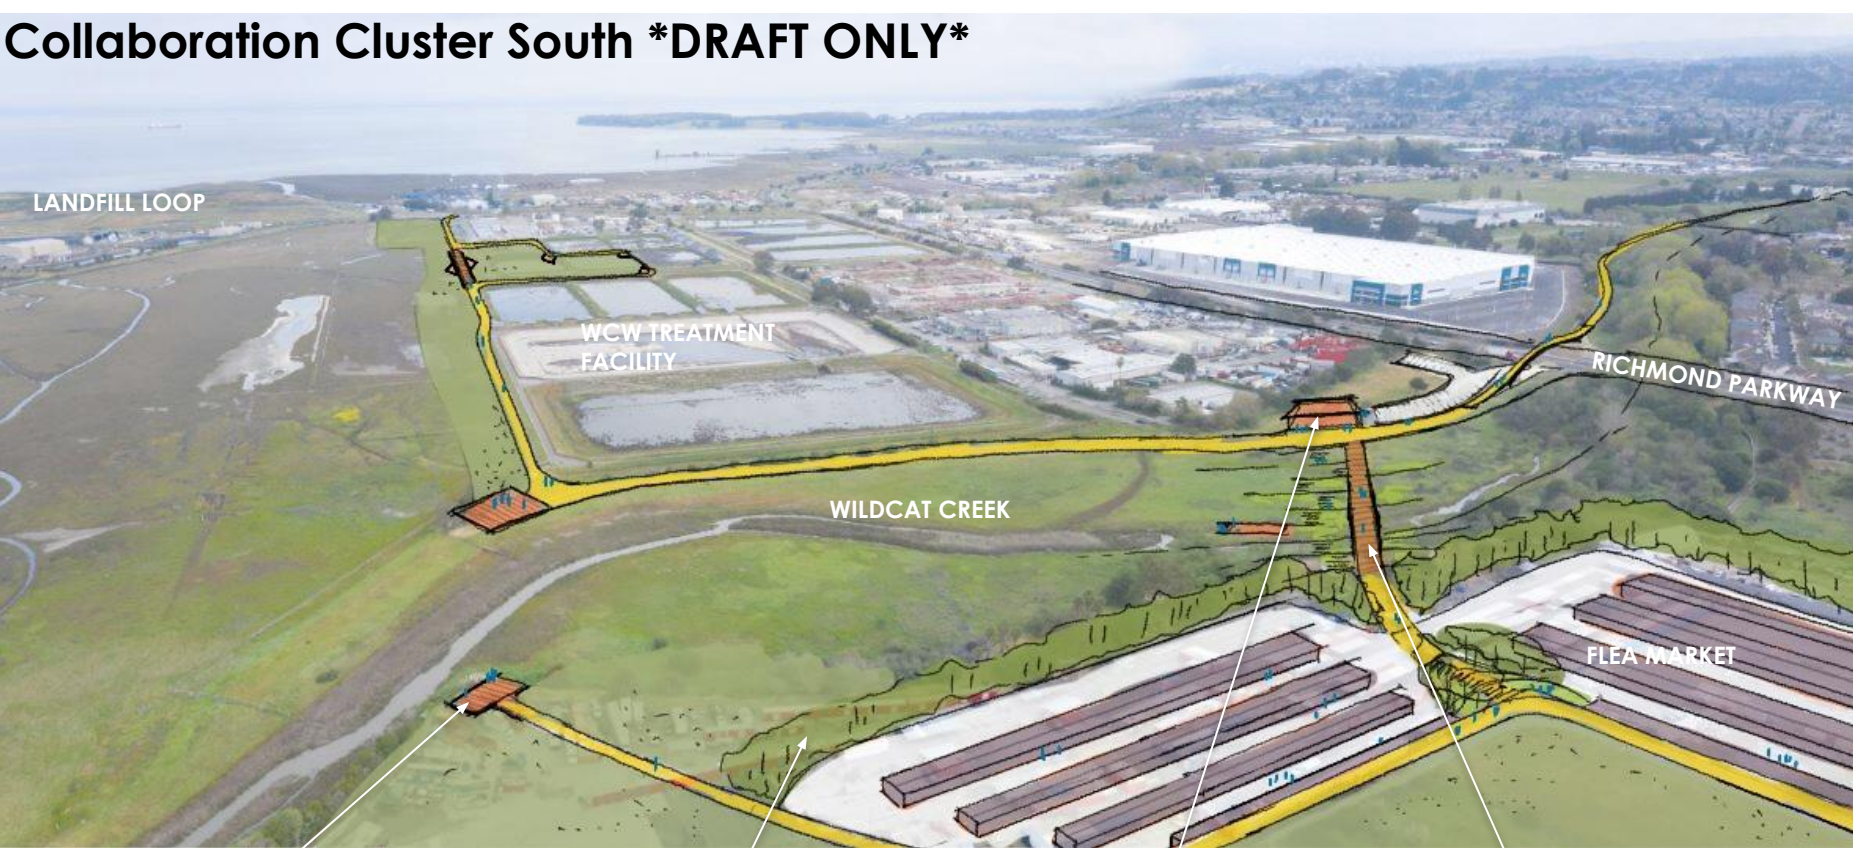 Collaboration Cluster South *DRAFT ONLY*
LANDFILL LOOP
WCW TREATMENT
FACILITY
RICHMOND PARKWAY
WILDCAT CREEK
FLEA MARKET